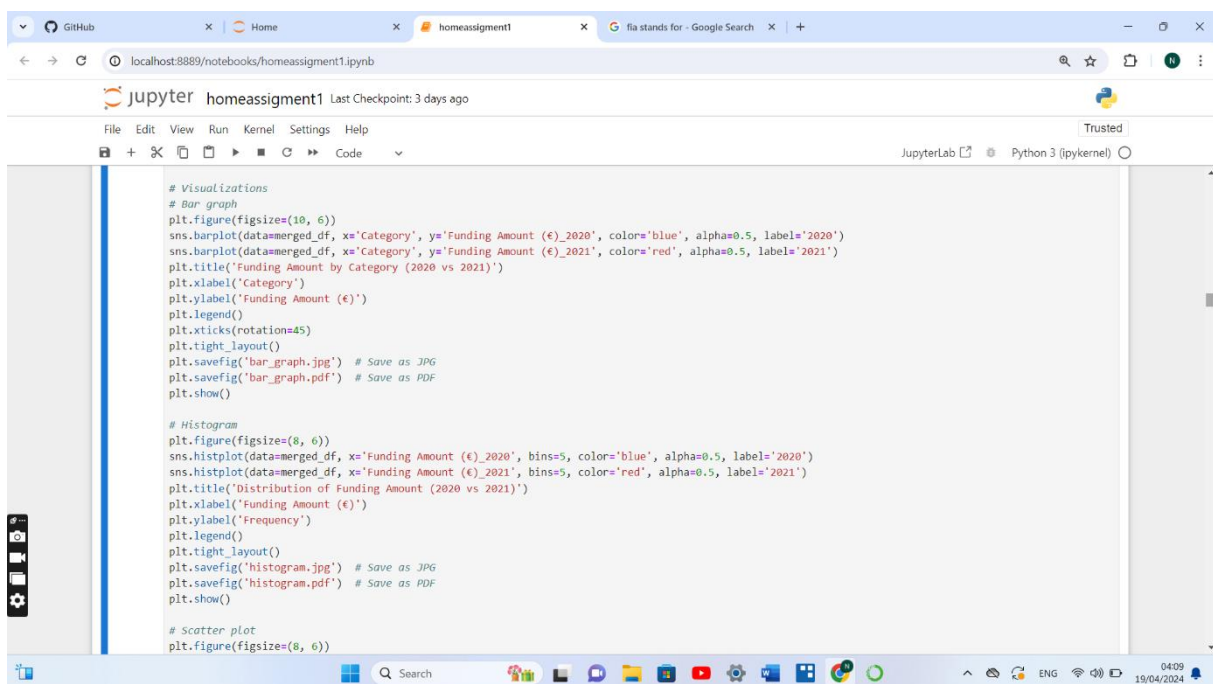 GitHub
Home
homeassigment1
fia stands for - Google Search
localhost:8889/notebooks/homeassigment1.ipynb
N
jupyter homeassigment1 Last Checkpoint: 3 days ago
File Edit View Run Kernel Settings Help
Trusted
Code
JupyterLab
Python 3 (ipykernel)
# Visualizations
# Bar graph
plt.figure(figsize=(10, 6))
sns.barplot(data=merged_df, x='Category', y='Funding Amount (€)_2020', color='blue', alpha=0.5, label='2020')
sns.barplot(data=merged_df, x='Category', y='Funding Amount (€)_2021', color='red', alpha=0.5, label='2021')
plt.title('Funding Amount by Category (2020 vs 2021)')
plt.xlabel('Category')
plt.ylabel('Funding Amount (€)')
plt.legend()
plt.xticks(rotation=45)
plt.tight_layout()
plt.savefig('bar_graph.jpg')  # Save as JPG
plt.savefig('bar_graph.pdf')  # Save as PDF
plt.show()
# Histogram
plt.figure(figsize=(8, 6))
sns.histplot(data=merged_df, x='Funding Amount (€)_2020', bins=5, color='blue', alpha=0.5, label='2020')
sns.histplot(data=merged_df, x='Funding Amount (€)_2021', bins=5, color='red', alpha=0.5, label='2021')
plt.title('Distribution of Funding Amount (2020 vs 2021)')
plt.xlabel('Funding Amount (€)')
plt.ylabel('Frequency')
plt.legend()
plt.tight_layout()
plt.savefig('histogram.jpg')  # Save as JPG
plt.savefig('histogram.pdf')  # Save as PDF
plt.show()
# Scatter plot
plt.figure(figsize=(8, 6))
Search
ENG
04:09
19/04/2024